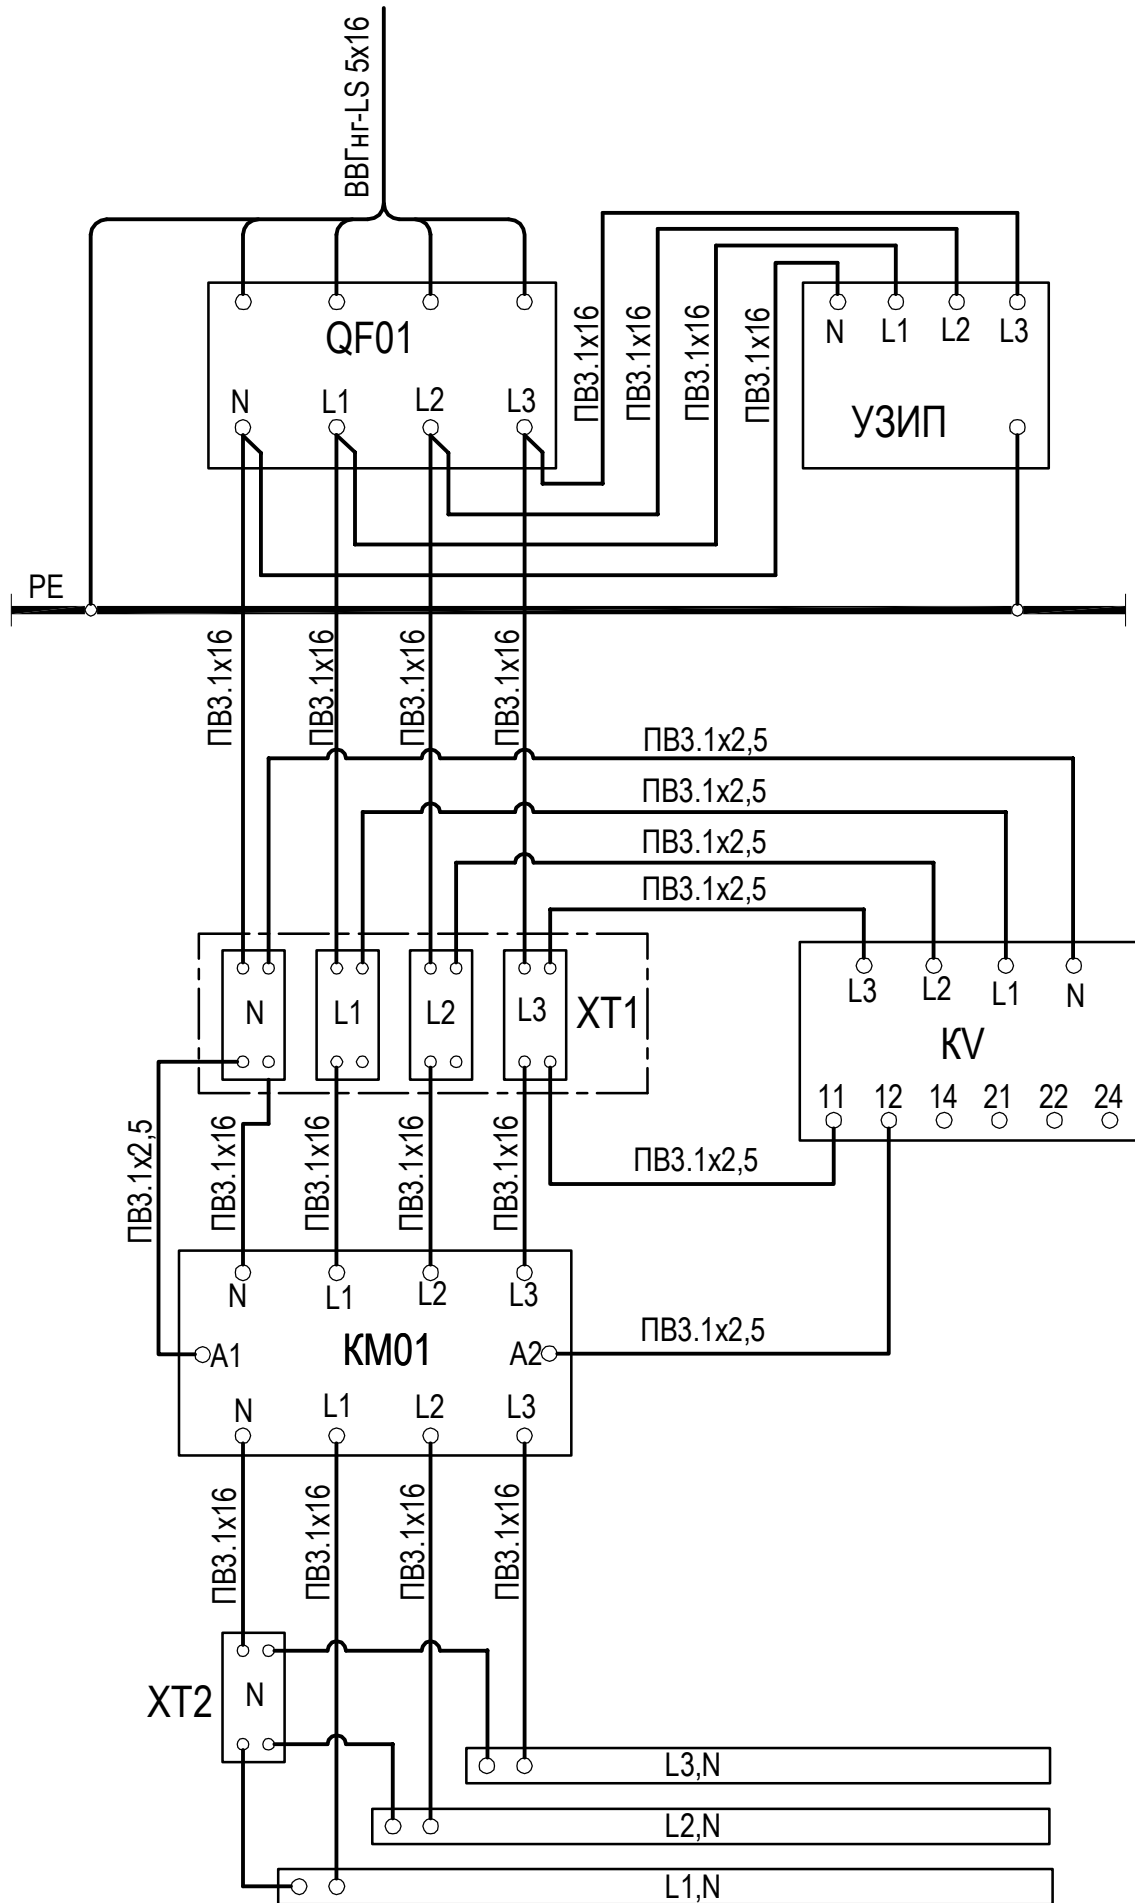 ВВГнг-LS 5х16
QF01
N L1 L2 L3
ПВ3.1х16
ПВ3.1х16
ПВ3.1х16
ПВ3.1х16
N L1 L2 L3
УЗИП
PE
ПВ3.1х16
ПВ3.1х16
ПВ3.1х16
ПВ3.1х16
ПВ3.1х2,5
ПВ3.1х2,5
ПВ3.1х2,5
ПВ3.1х2,5
N L1 L2 L3 XT1
L3 L2 L1 N
KV
11 12 14 21 22 24
ПВ3.1х2,5
ПВ3.1х16
ПВ3.1х16
ПВ3.1х16
ПВ3.1х16
ПВ3.1х2,5
N L1 L2 L3
A1 КМ01 A2
ПВ3.1х2,5
N L1 L2 L3
ПВ3.1х16
ПВ3.1х16
ПВ3.1х16
ПВ3.1х16
XT2 N
L3,N
L2,N
L1,N